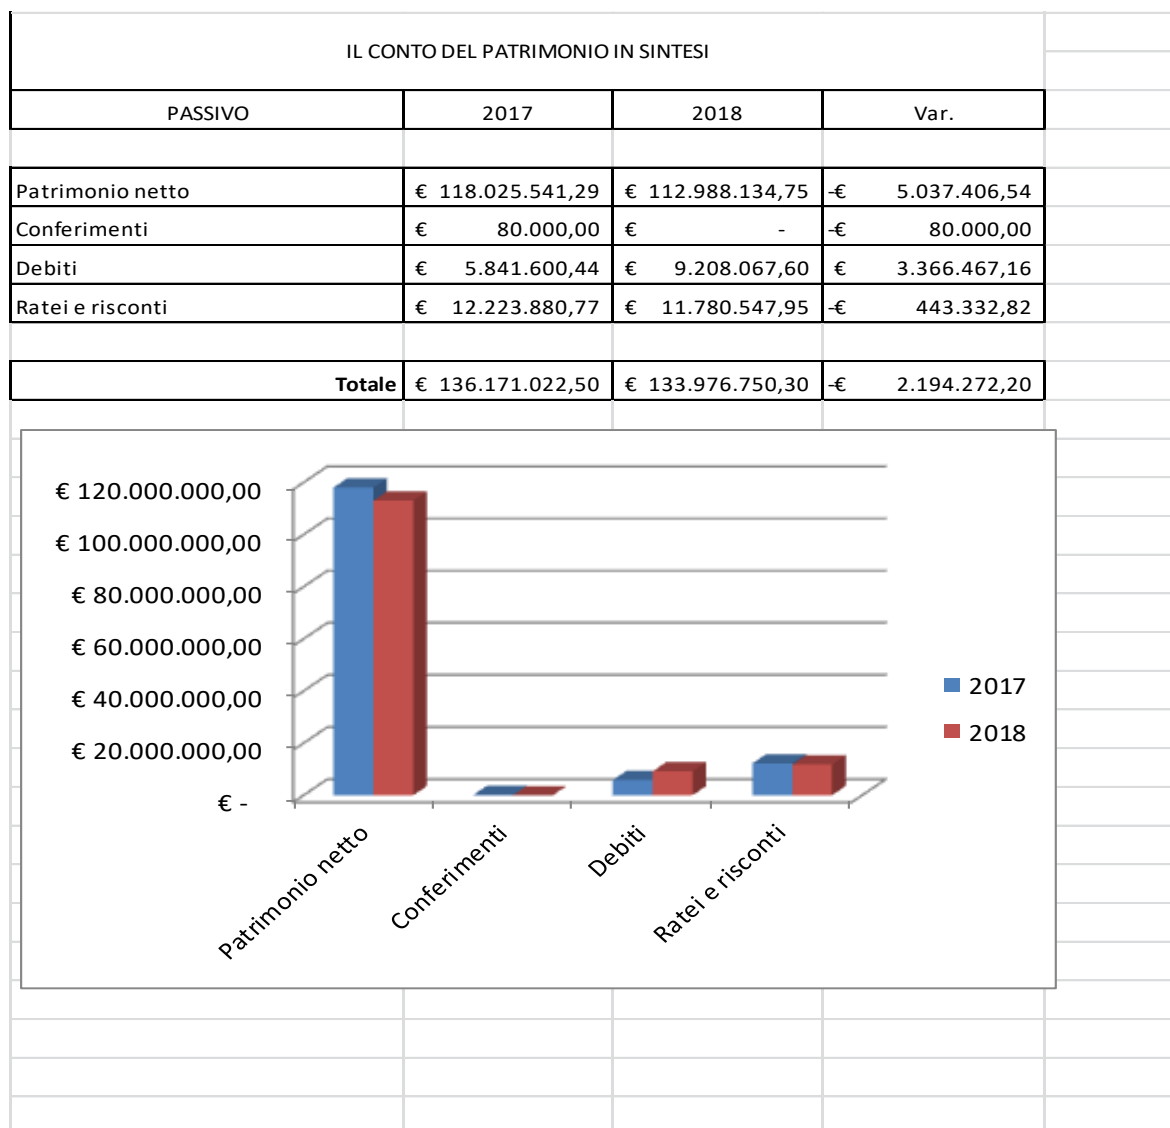 IL CONTO DEL PATRIMONIO IN SINTESI
PASSIVO 2017 2018 Var.
Patrimonio netto € 118.025.541,29 € 112.988.134,75 -€ 5.037.406,54
Conferimenti € 80.000,00 € - -€ 80.000,00
Debiti € 5.841.600,44 € 9.208.067,60 € 3.366.467,16
Ratei e risconti € 12.223.880,77 € 11.780.547,95 -€ 443.332,82
Totale € 136.171.022,50 € 133.976.750,30 -€ 2.194.272,20
€ 120.000.000,00
€ 100.000.000,00
€ 80.000.000,00
€ 60.000.000,00
€ 40.000.000,00
€ 20.000.000,00
€ -
Patrimonio netto
Conferimenti
Debiti
Ratei e risconti
2017
2018